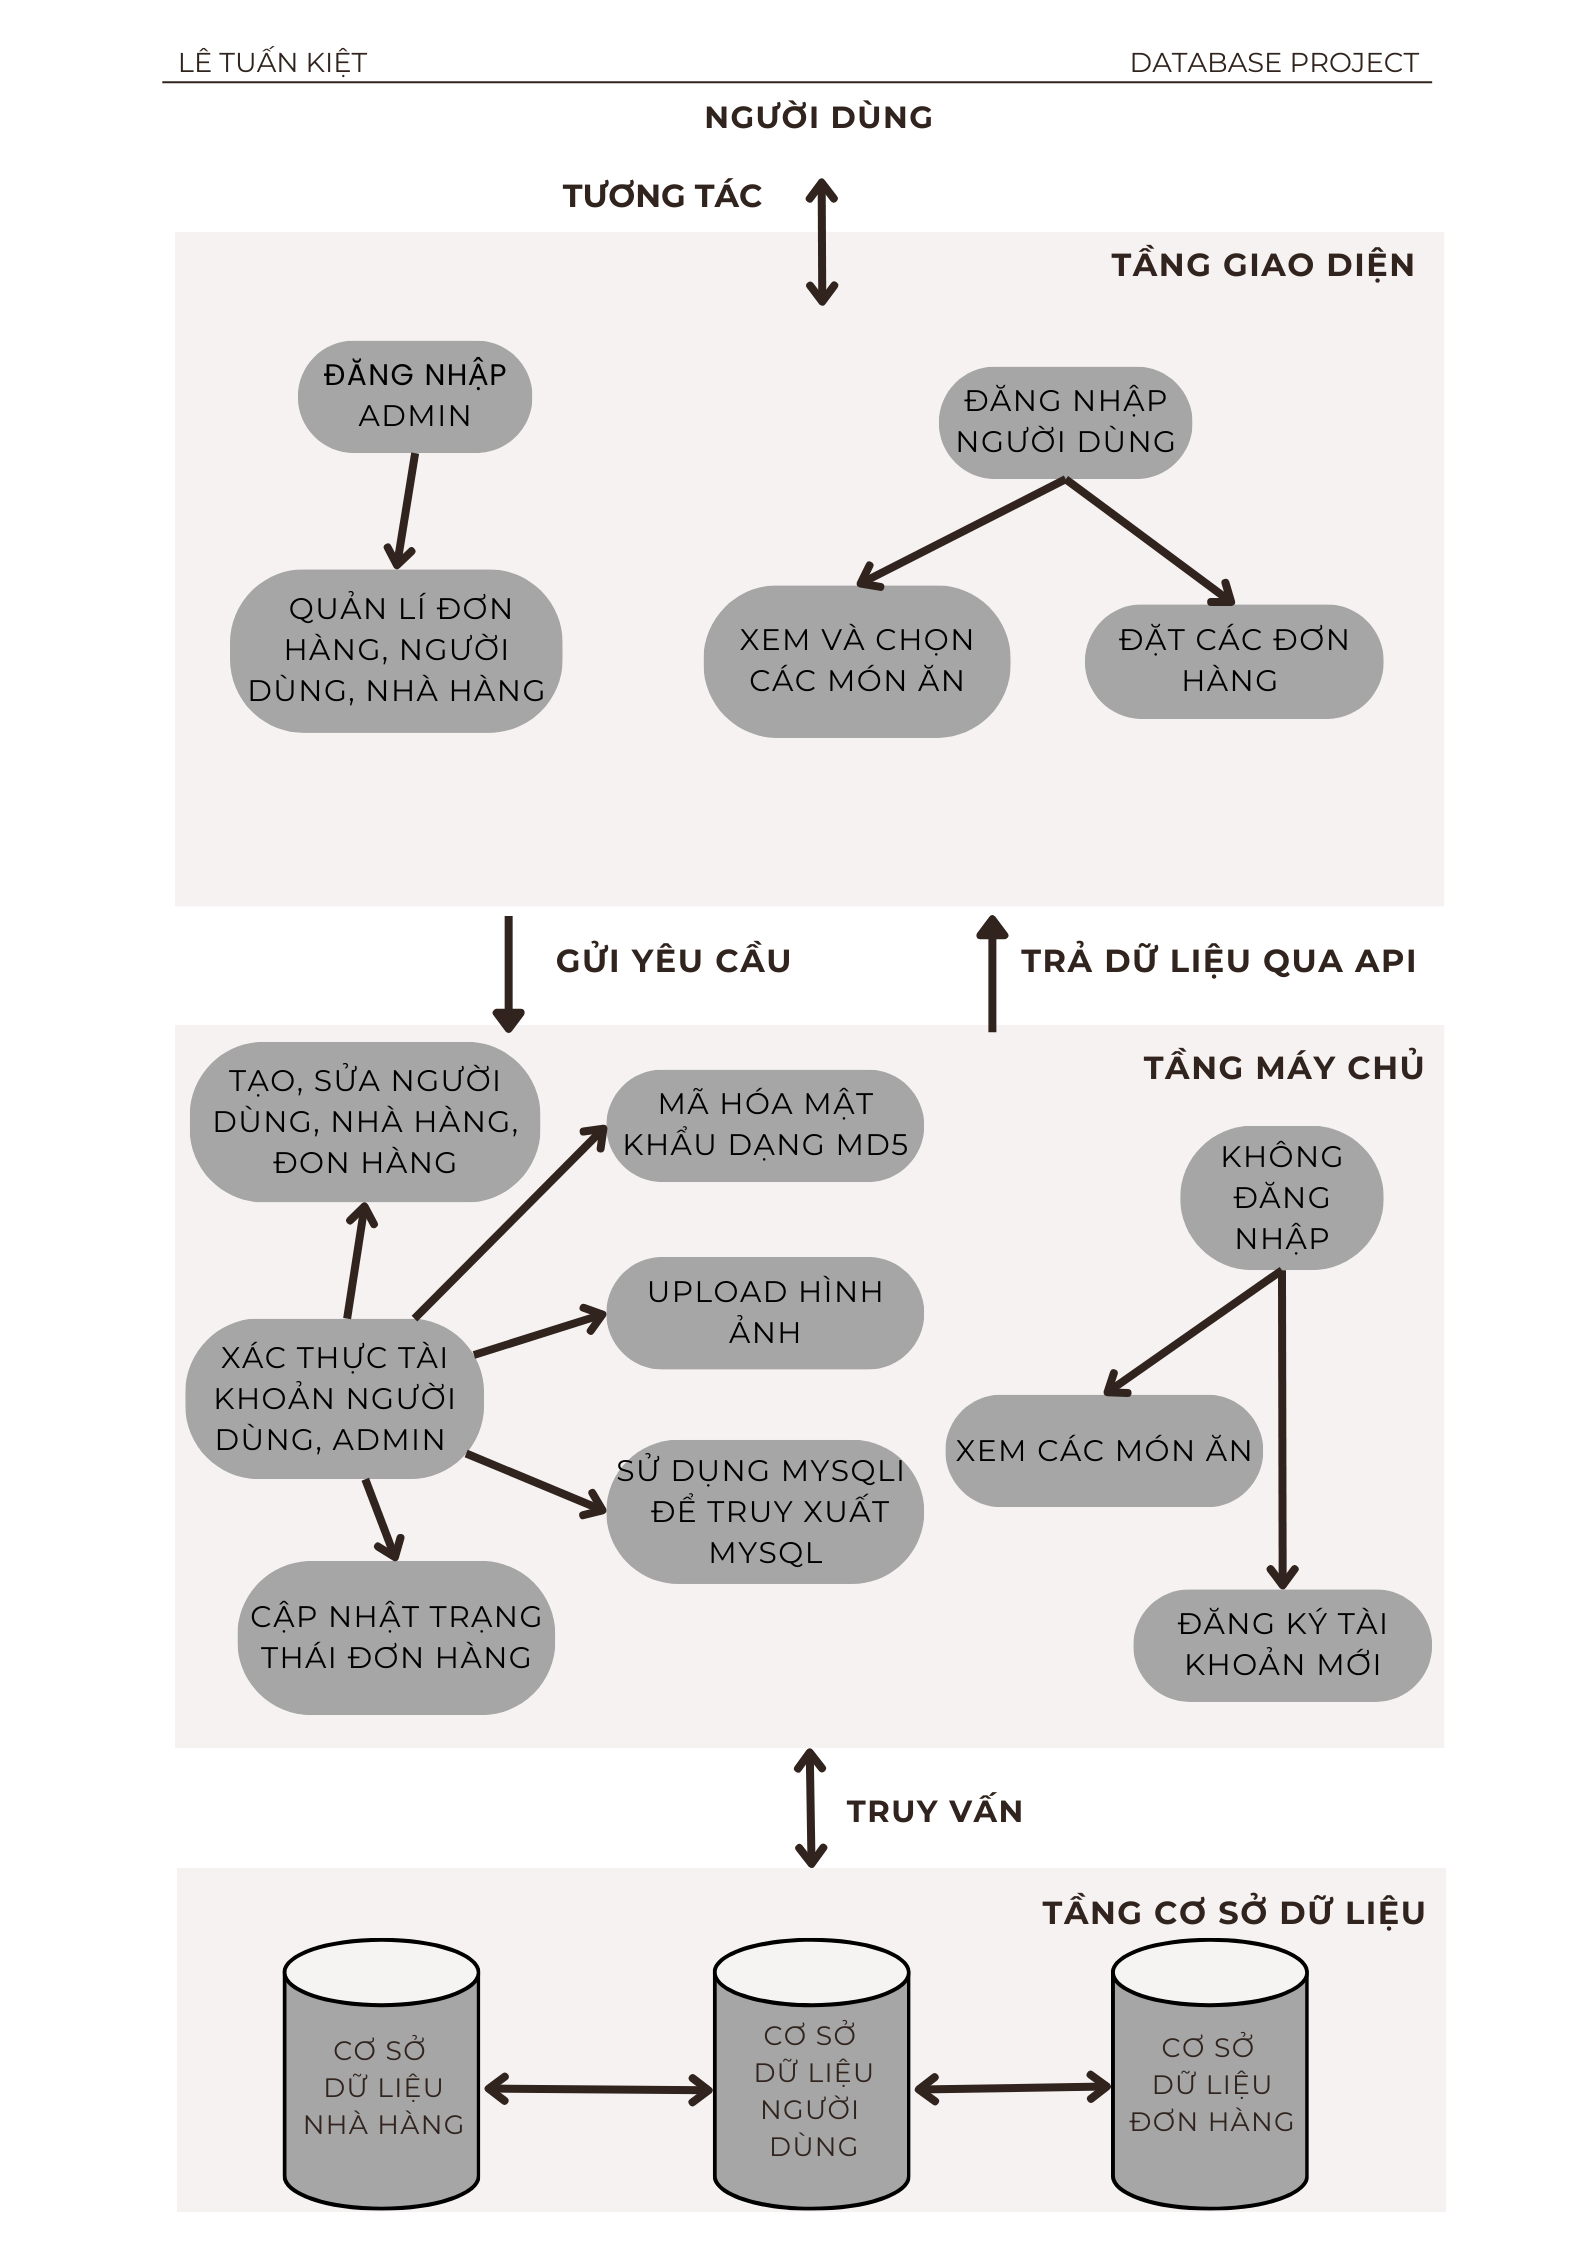 LÊ TUẤN KIỆT
DATABASE PROJECT
NGƯỜI DÙNG
TƯƠNG TÁC
TẦNG GIAO DIỆN
ĐĂNG NHẬP
ADMIN
ĐĂNG NHẬP
NGƯỜI DÙNG
QUẢN LÍ ĐƠN
HÀNG, NGƯỜI
DÙNG, NHÀ HÀNG
XEM VÀ CHỌN
CÁC MÓN ĂN
ĐẶT CÁC ĐƠN
HÀNG
GỬI YÊU CẦU
TRẢ DỮ LIỆU QUA API
TẦNG MÁY CHỦ
TẠO, SỬA NGƯỜI
DÙNG, NHÀ HÀNG,
ĐON HÀNG
MÃ HÓA MẬT
KHẨU DẠNG MD5
KHÔNG
ĐĂNG
NHẬP
UPLOAD HÌNH
ẢNH
XÁC THỰC TÀI
KHOẢN NGƯỜI
DÙNG, ADMIN
XEM CÁC MÓN ĂN
SỬ DỤNG MYSQLI
ĐỂ TRUY XUẤT
MYSQL
CẬP NHẬT TRẠNG
THÁI ĐƠN HÀNG
ĐĂNG KÝ TÀI
KHOẢN MỚI
TRUY VẤN
TẦNG CƠ SỞ DỮ LIỆU
CƠ SỞ
DỮ LIỆU
NHÀ HÀNG
CƠ SỞ
DỮ LIỆU
NGƯỜI
DÙNG
CƠ SỞ
DỮ LIỆU
ĐƠN HÀNG